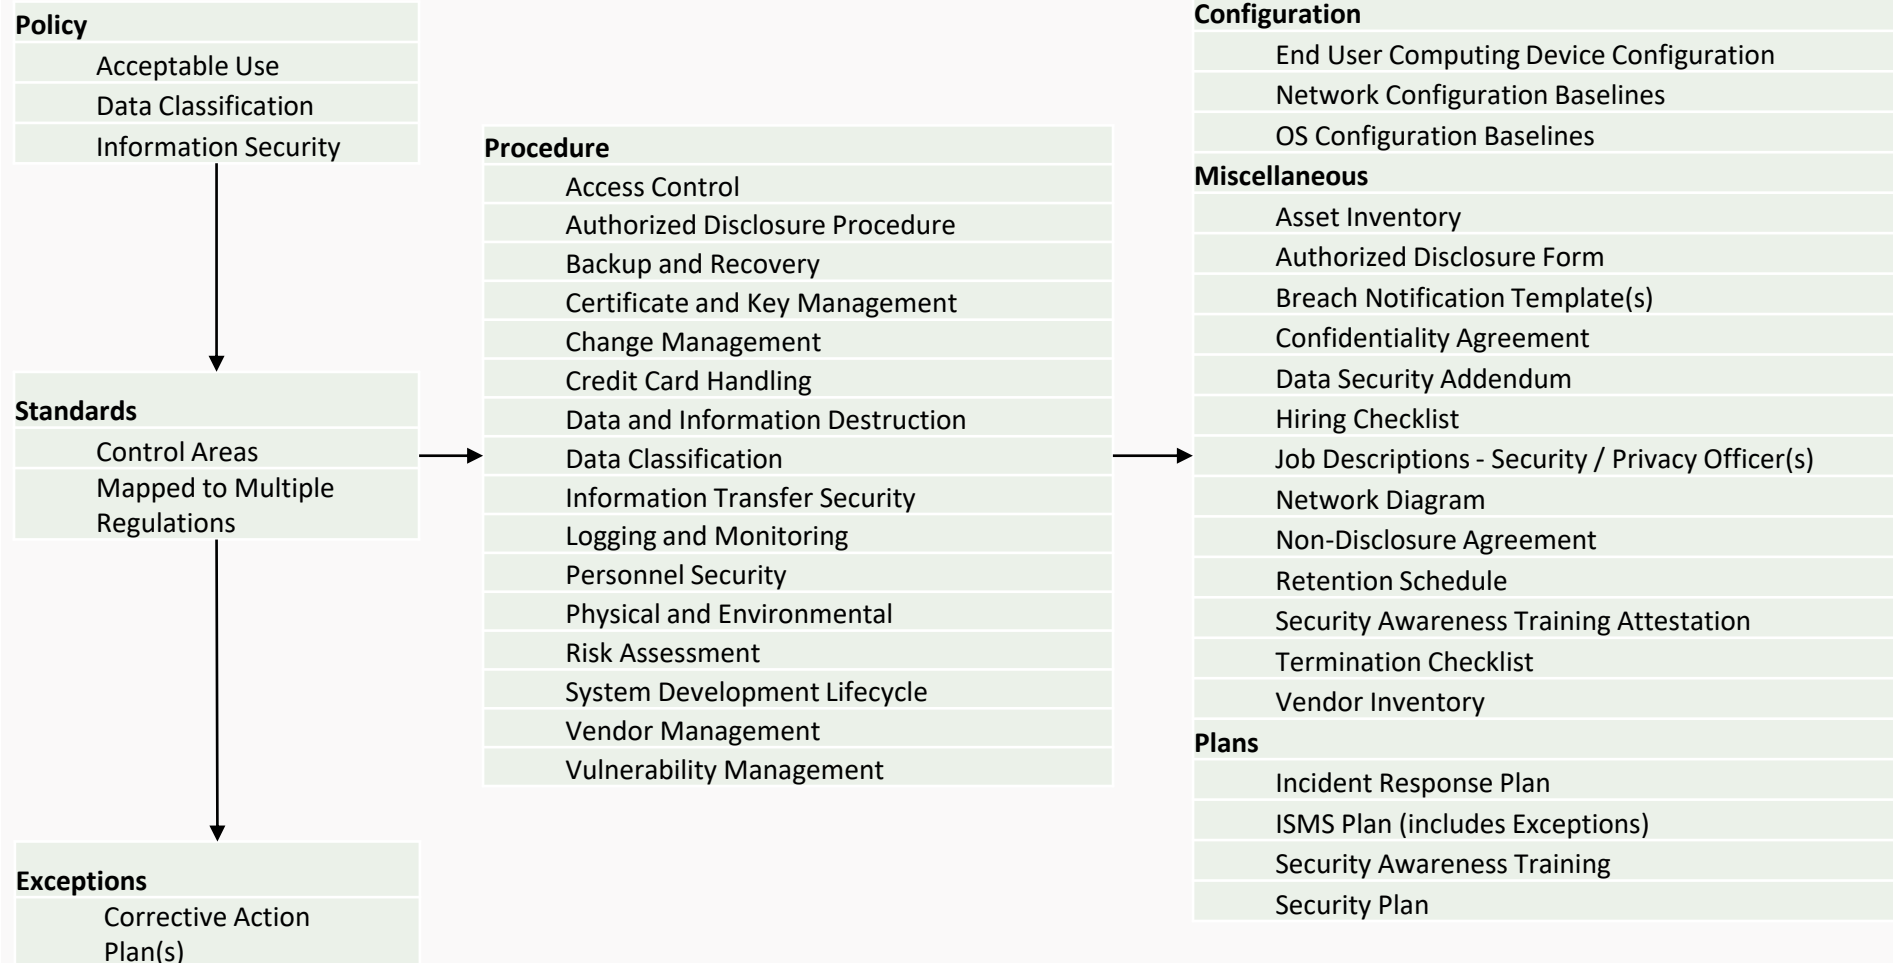 Policy
Acceptable Use
Data Classification
Information Security
Standards
Control Areas
Mapped to Multiple
Regulations
Exceptions
Corrective Action
Plan(s)
Procedure
Access Control
Authorized Disclosure Procedure
Backup and Recovery
Certificate and Key Management
Change Management
Credit Card Handling
Data and Information Destruction
Data Classification
Information Transfer Security
Logging and Monitoring
Personnel Security
Physical and Environmental
Risk Assessment
System Development Lifecycle
Vendor Management
Vulnerability Management
Configuration
End User Computing Device Configuration
Network Configuration Baselines
OS Configuration Baselines
Miscellaneous
Asset Inventory
Authorized Disclosure Form
Breach Notification Template(s)
Confidentiality Agreement
Data Security Addendum
Hiring Checklist
Job Descriptions - Security / Privacy Officer(s)
Network Diagram
Non-Disclosure Agreement
Retention Schedule
Security Awareness Training Attestation
Termination Checklist
Vendor Inventory
Plans
Incident Response Plan
ISMS Plan (includes Exceptions)
Security Awareness Training
Security Plan